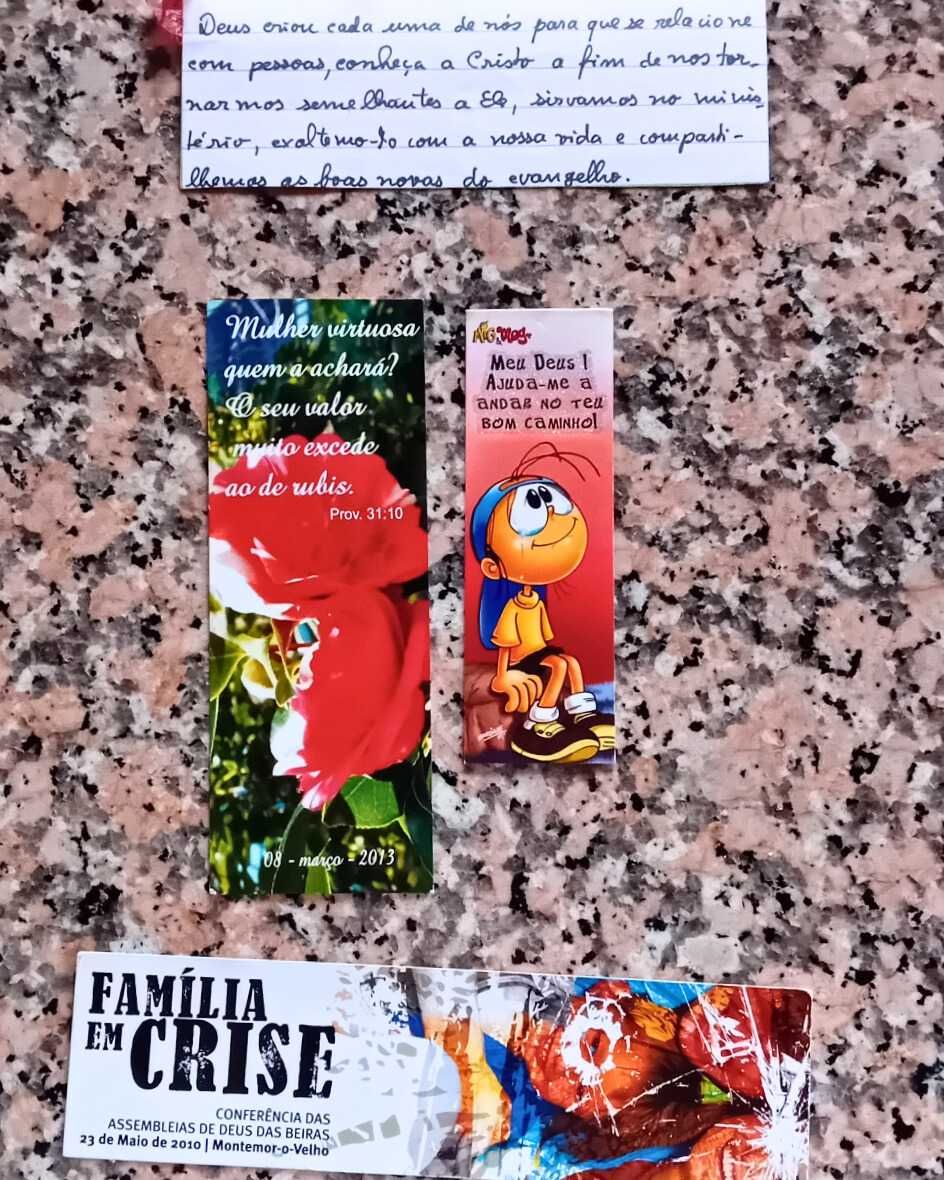 Deus criou cada uma de nós para que se relacione
com pessoas, conheça a Cristo a fim de nos tor-
narmos semelhantes a Ele, sirvamos no minis-
tério, exaltemo-lo com a nossa vida e comparti-
lhemos as boas novas do evangelho.
Mulher virtuosa
quem a achará?
O seu valor
muito excede
ao de rubis.
Prov. 31:10
08 - março - 2013
Meu Deus!
Ajuda-me a
andar no teu
bom caminho!
FAMÍLIA
EM CRISE
CONFERÊNCIA DAS
ASSEMBLEIAS DE DEUS DAS BEIRAS
23 de Maio de 2010 | Montemor-o-Velho